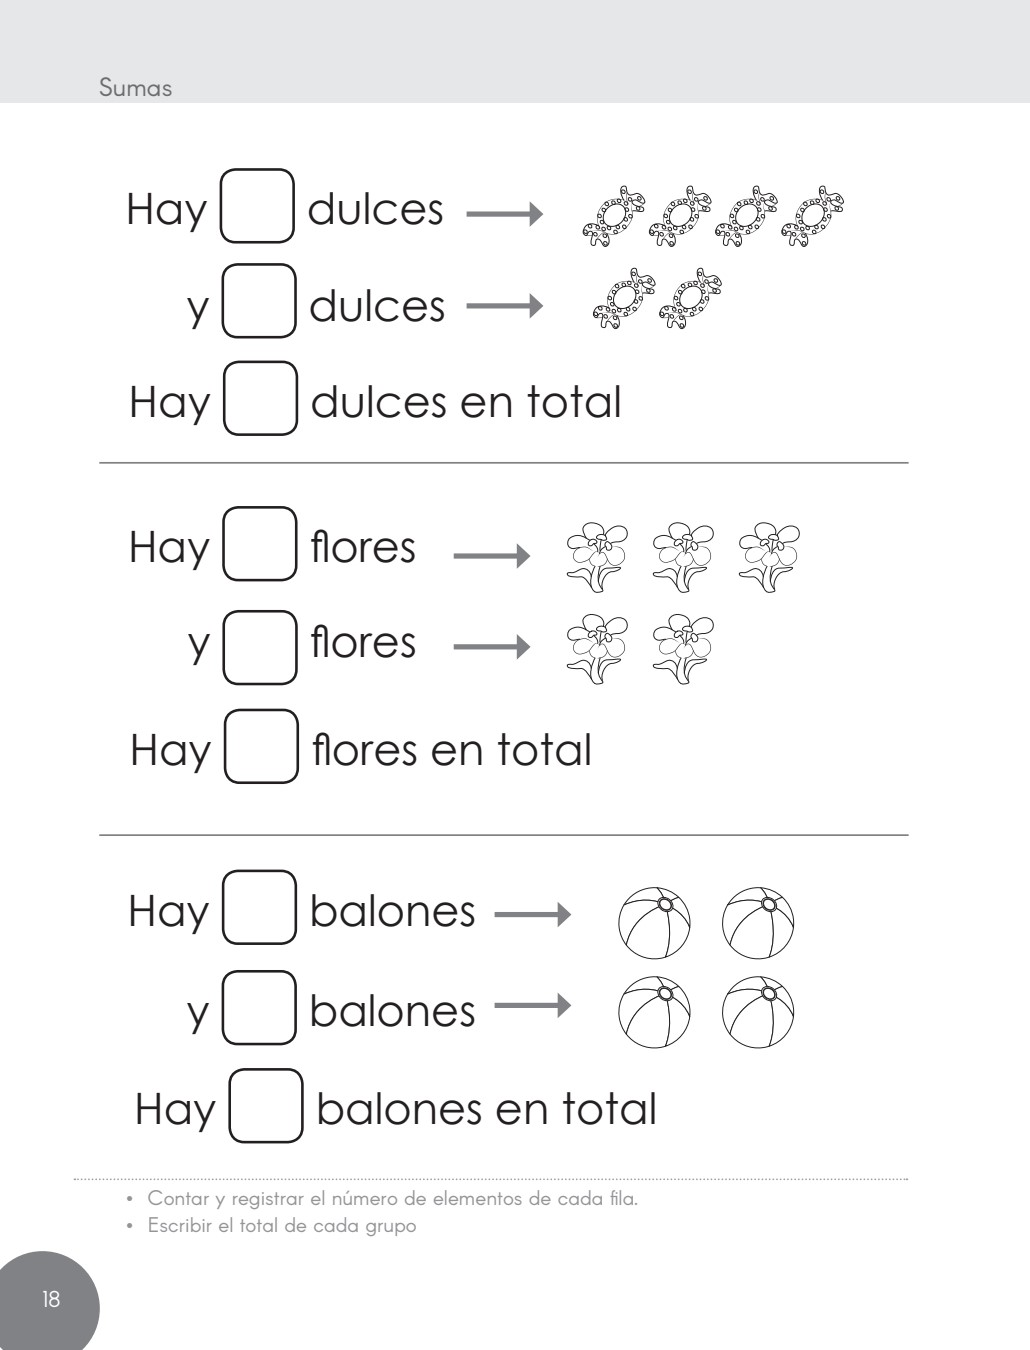 Sumas
Hay dulces
y dulces
Hay dulces en total
Hay flores
y flores
Hay flores en total
Hay balones
y balones
Hay balones en total
• Contar y registrar el número de elementos de cada fila.
• Escribir el total de cada grupo
18